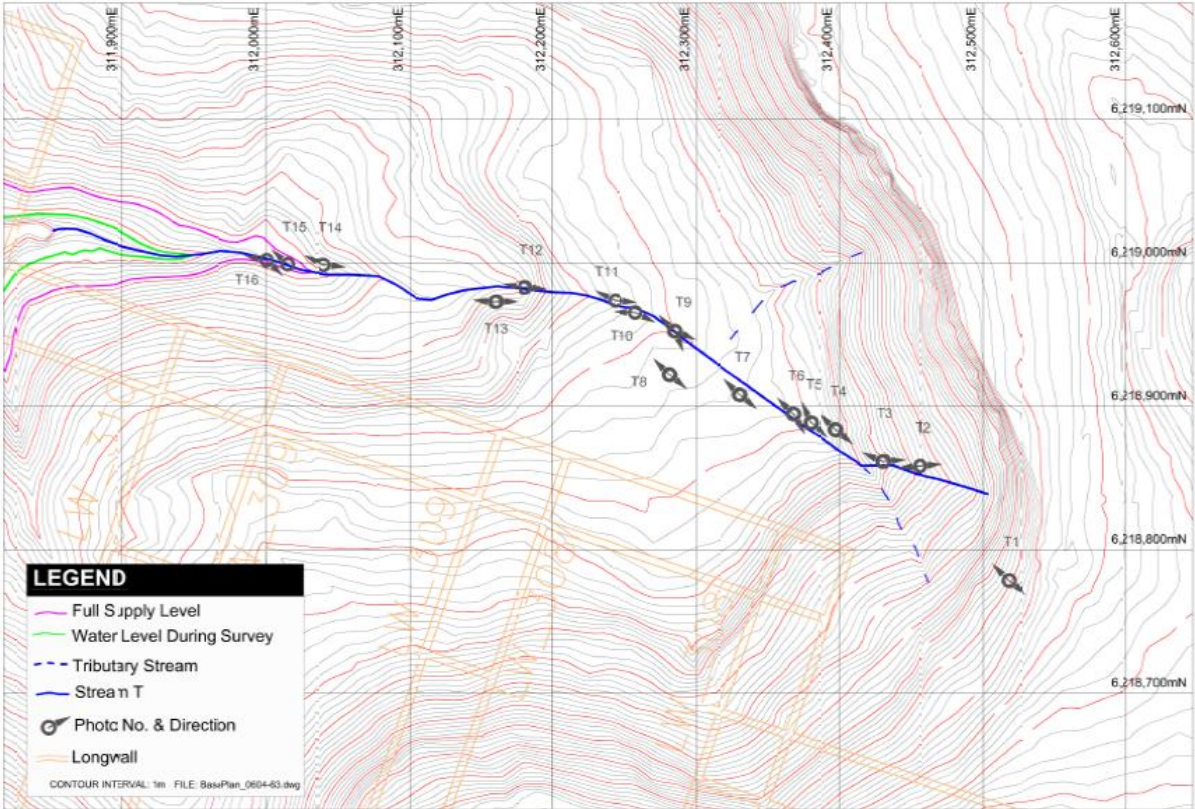 311,900mE
312,000mE
312,100mE
312,200mE
312,300mE
312,400mE
312,500mE
312,600mE
6,219,100mN
T15 T14
T12
6,219,000mN
T16
T11
T9
T13
T10
T7
T8
T6
T5
T4
6,218,900mN
T3
T2
6,218,800mN
T1
LEGEND
Full Supply Level
Water Level During Survey
Tributary Stream
Stream T
6,218,700mN
Photo No. & Direction
Longwall
CONTOUR INTERVAL: 1m FILE: BasePlan_0604-63.dwg